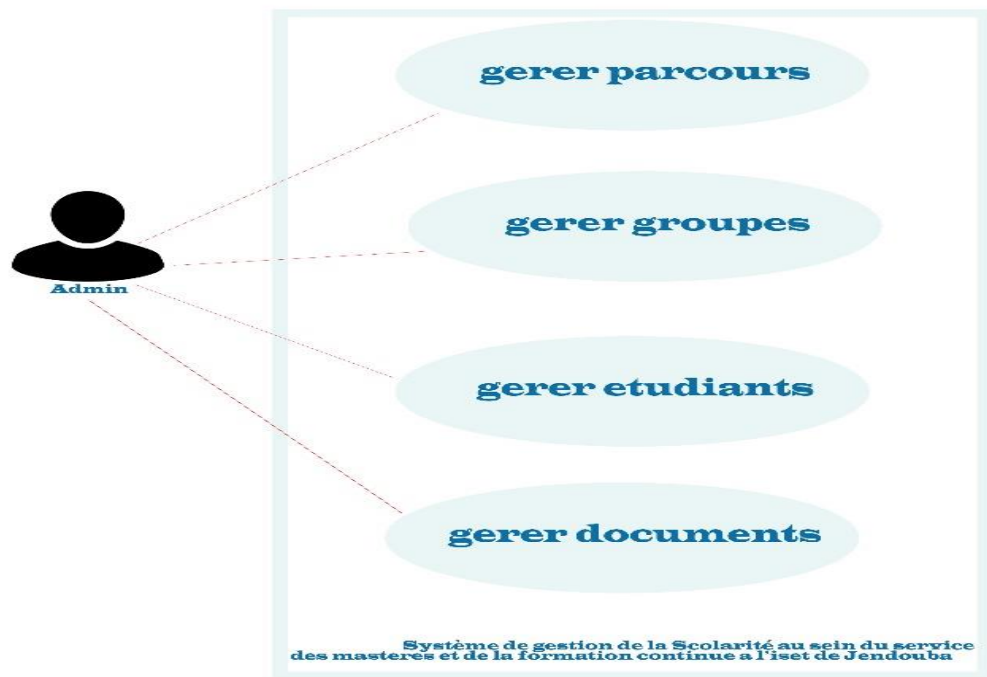 gerer parcours
gerer groupes
Admin
gerer etudiants
gerer documents
Système de gestion de la Scolarité au sein du service
des masteres et de la formation continue a l'iset de Jendouba